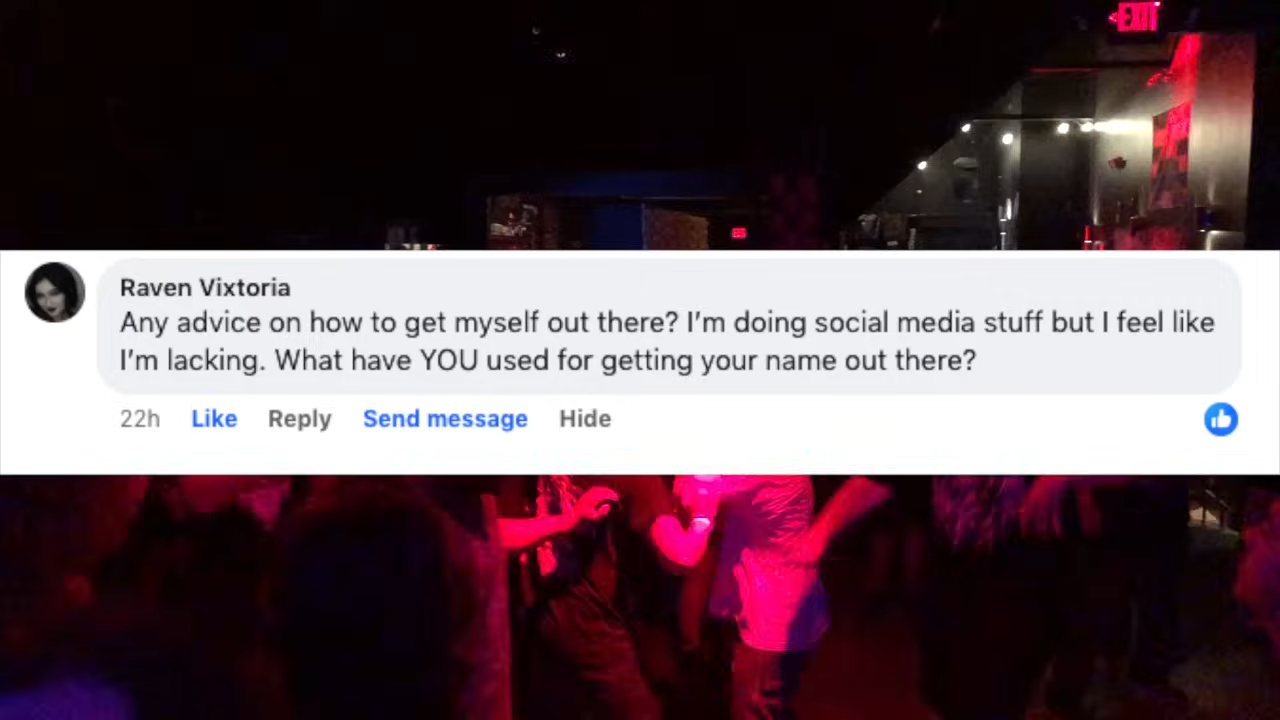 EXIT
Raven Vixtoria
Any advice on how to get myself out there? I'm doing social media stuff but I feel like
I'm lacking. What have YOU used for getting your name out there?
22h Like Reply Send message Hide